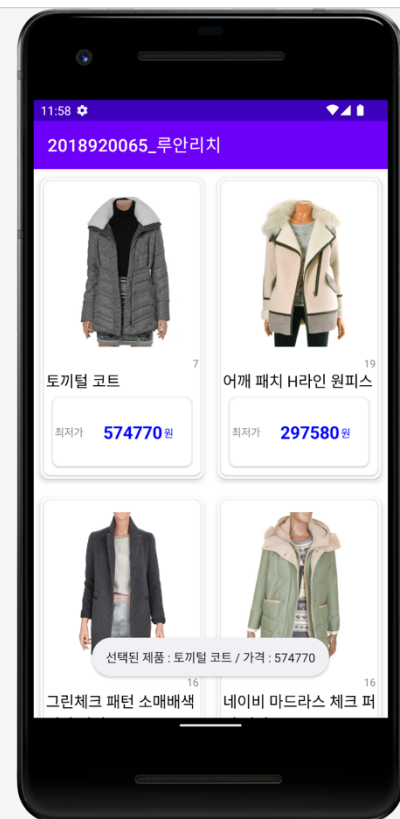 11:58
2018920065_루안리치
7
토끼털 코트
최저가 574770원
19
어깨 패치 H라인 원피스
최저가 297580원
선택된 제품 : 토끼털 코트 / 가격 : 574770
16
그린체크 패턴 소매배색
16
네이비 마드라스 체크 퍼